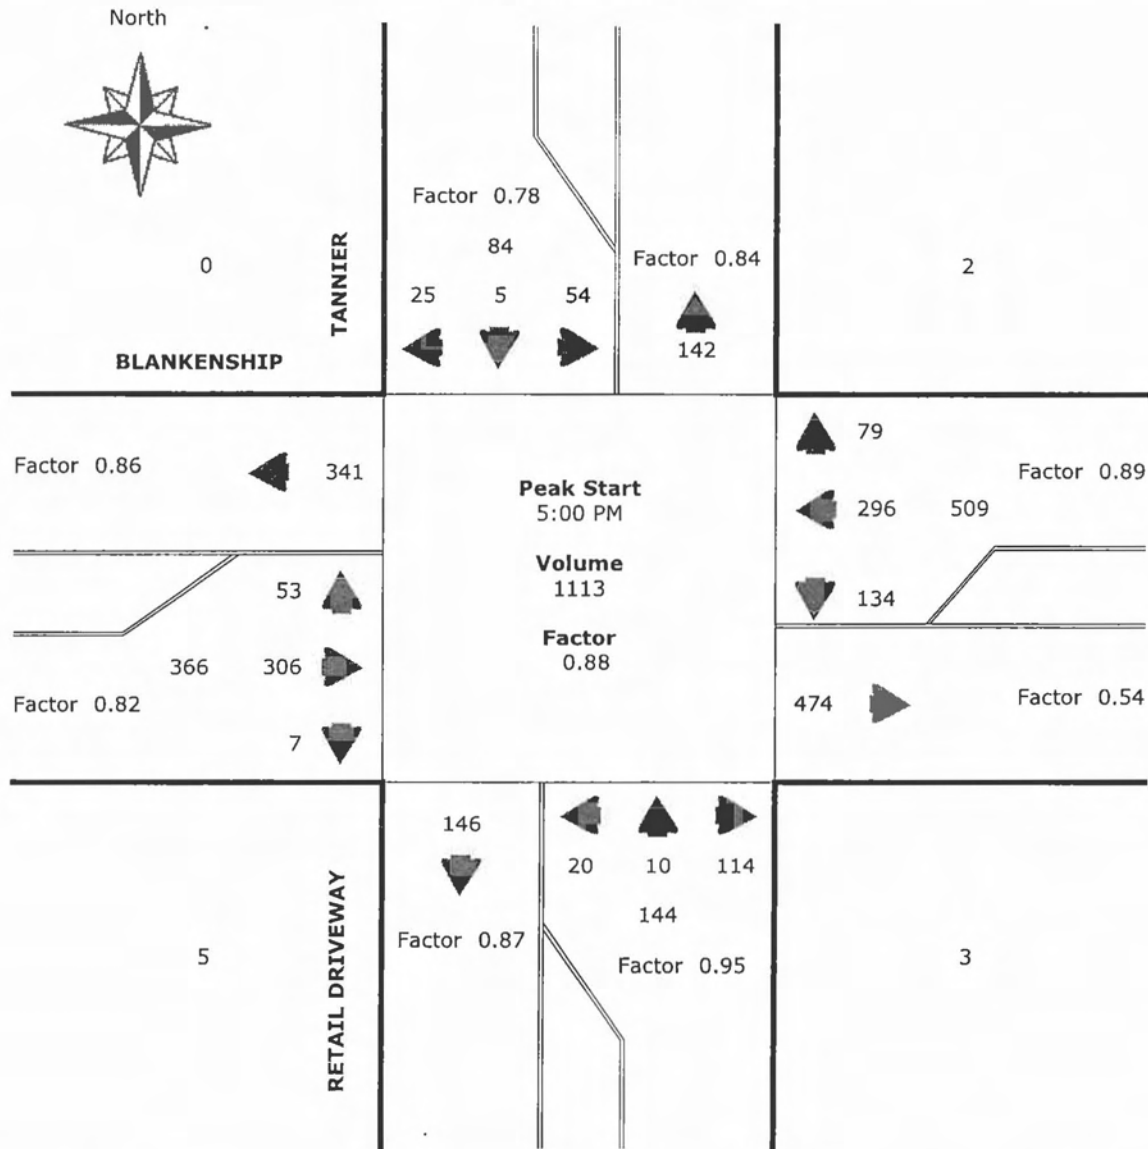 North
Factor 0.78
84
25 5 54
Factor 0.84
142
0
2
TANNIER
BLANKENSHIP
Factor 0.86
341
79
Factor 0.89
296 509
134
Peak Start
5:00 PM
Volume
1113
Factor
0.88
53
366 306
Factor 0.82
7
474
Factor 0.54
146
Factor 0.87
20 10 114
144
Factor 0.95
5
3
RETAIL DRIVEWAY